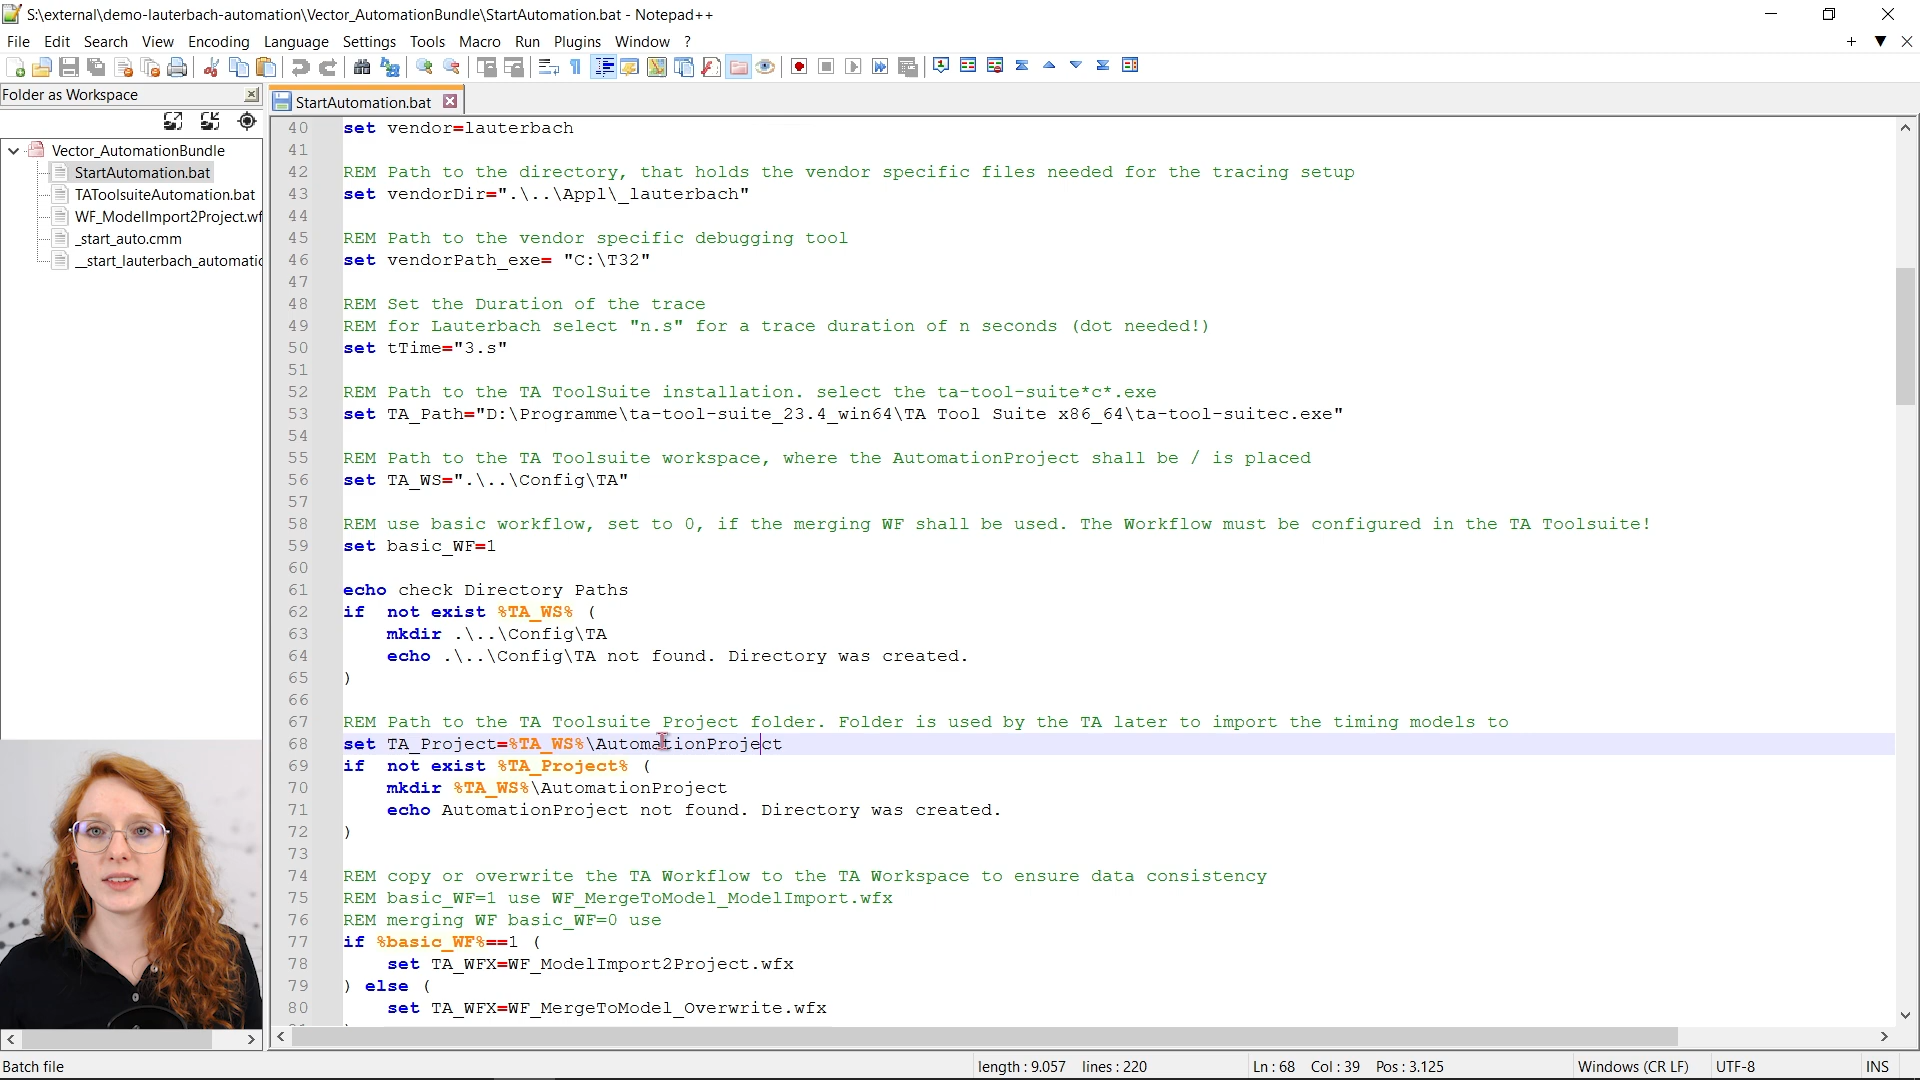 S:\external\demo-lauterbach-automation\Vector_AutomationBundle\StartAutomation.bat - Notepad++
File Edit Search View Encoding Language Settings Tools Macro Run Plugins Window ?
Folder as Workspace
StartAutomation.bat
Vector_AutomationBundle
StartAutomation.bat
TAToolsuiteAutomation.bat
WF_ModelImport2Project.wf
_start_auto.cmm
__start_lauterbach_automatic
40 set vendor=lauterbach
41
42 REM Path to the directory, that holds the vendor specific files needed for the tracing setup
43 set vendorDir=".\..\Appl\_lauterbach"
44
45 REM Path to the vendor specific debugging tool
46 set vendorPath_exe= "C:\T32"
47
48 REM Set the Duration of the trace
49 REM for Lauterbach select "n.s" for a trace duration of n seconds (dot needed!)
50 set tTime="3.s"
51
52 REM Path to the TA ToolSuite installation. select the ta-tool-suite*c*.exe
53 set TA_Path="D:\Programme\ta-tool-suite_23.4_win64\TA Tool Suite x86_64\ta-tool-suitec.exe"
54
55 REM Path to the TA Toolsuite workspace, where the AutomationProject shall be / is placed
56 set TA_WS=".\..\Config\TA"
57
58 REM use basic workflow, set to 0, if the merging WF shall be used. The Workflow must be configured in the TA Toolsuite!
59 set basic_WF=1
60
61 echo check Directory Paths
62 if not exist %TA_WS% (
63 mkdir .\..\Config\TA
64 echo .\..\Config\TA not found. Directory was created.
65 )
66
67 REM Path to the TA Toolsuite Project folder. Folder is used by the TA later to import the timing models to
68 set TA_Project=%TA_WS%\AutomationProject
69 if not exist %TA_Project% (
70 mkdir %TA_WS%\AutomationProject
71 echo AutomationProject not found. Directory was created.
72 )
73
74 REM copy or overwrite the TA Workflow to the TA Workspace to ensure data consistency
75 REM basic_WF=1 use WF_MergeToModel_ModelImport.wfx
76 REM merging WF basic_WF=0 use
77 if %basic_WF%==1 (
78 set TA_WFX=WF_ModelImport2Project.wfx
79 ) else (
80 set TA_WFX=WF_MergeToModel_Overwrite.wfx
Batch file length : 9.057 lines : 220 Ln : 68 Col : 39 Pos : 3.125 Windows (CR LF) UTF-8 INS